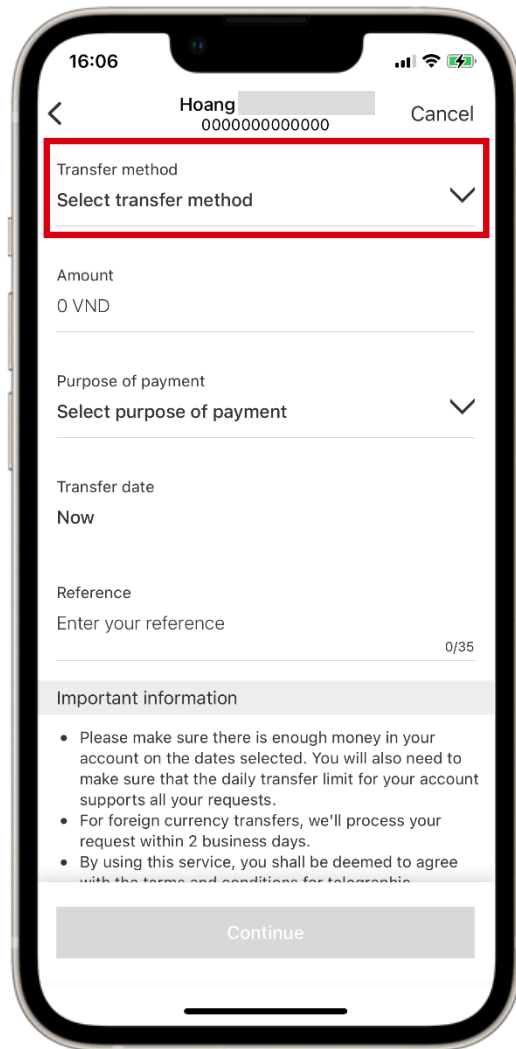 16:06
Hoang
0000000000000
Cancel
Transfer method
Select transfer method
Amount
0 VND
Purpose of payment
Select purpose of payment
Transfer date
Now
Reference
Enter your reference
0/35
Important information
• Please make sure there is enough money in your
account on the dates selected. You will also need to
make sure that the daily transfer limit for your account
supports all your requests.
• For foreign currency transfers, we'll process your
request within 2 business days.
• By using this service, you shall be deemed to agree
with the terms and conditions for telegraphic
Continue